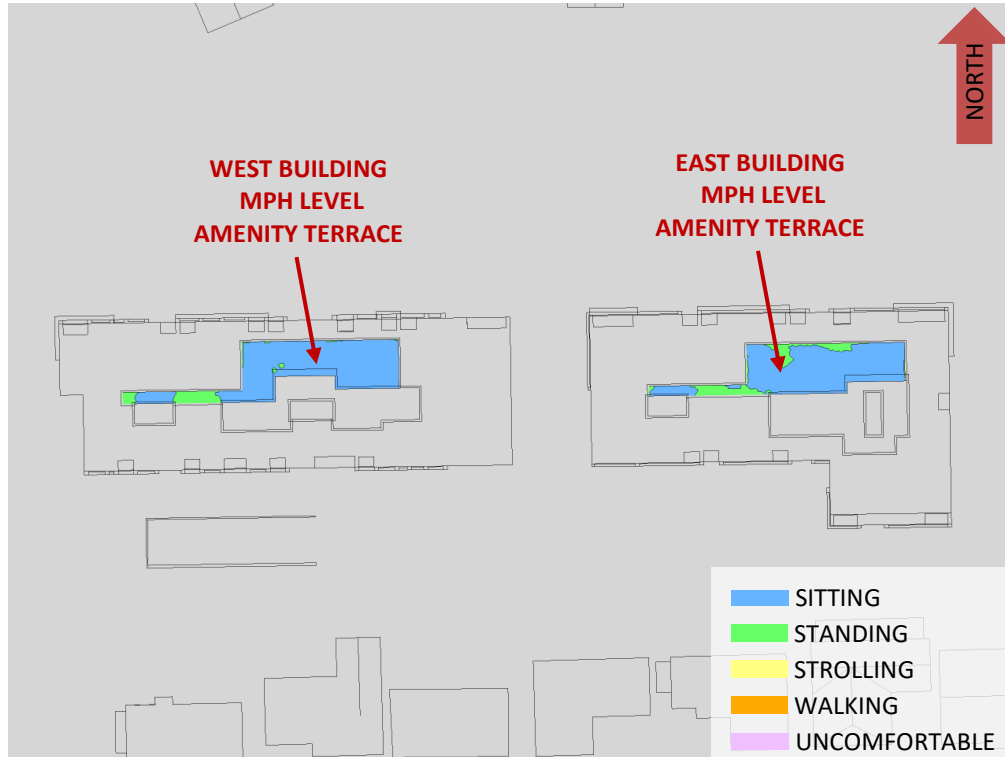 NORTH
WEST BUILDING
MPH LEVEL
AMENITY TERRACE
EAST BUILDING
MPH LEVEL
AMENITY TERRACE
SITTING
STANDING
STROLLING
WALKING
UNCOMFORTABLE